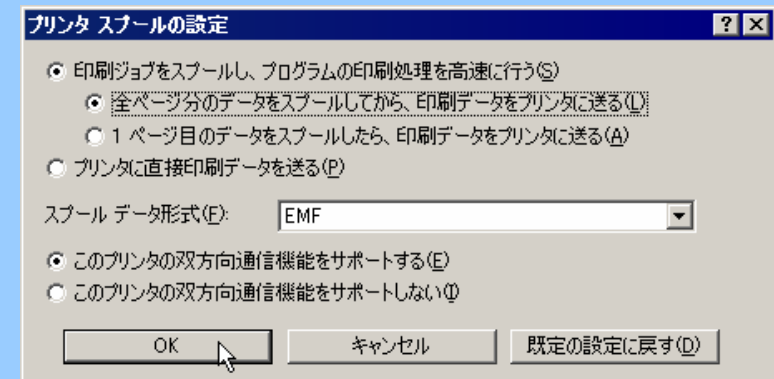 プリンタ スプールの設定
印刷ジョブをスプールし、プログラムの印刷処理を高速に行う(S)
全ページ分のデータをスプールしてから、印刷データをプリンタに送る(L)
1 ページ目のデータをスプールしたら、印刷データをプリンタに送る(A)
プリンタに直接印刷データを送る(P)
スプール データ形式(F): EMF
このプリンタの双方向通信機能をサポートする(E)
このプリンタの双方向通信機能をサポートしない(I)
OK キャンセル 既定の設定に戻す(D)